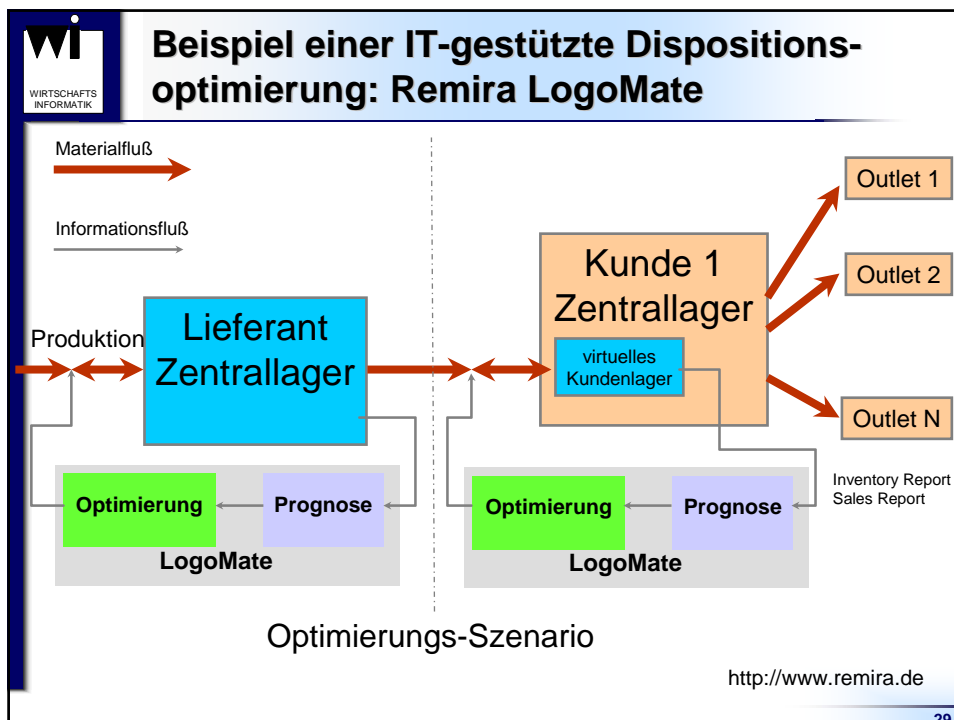 wi
WIRTSCHAFTS
INFORMATIK
Beispiel einer IT-gestützte Dispositions-
optimierung: Remira LogoMate
Materialfluß
Informationsfluß
Outlet 1
Outlet 2
Outlet N
Kunde 1
Zentrallager
virtuelles
Kundenlager
Produktion
Lieferant
Zentrallager
Inventory Report
Sales Report
Optimierung
Prognose
LogoMate
Optimierung
Prognose
LogoMate
Optimierungs-Szenario
http://www.remira.de
29